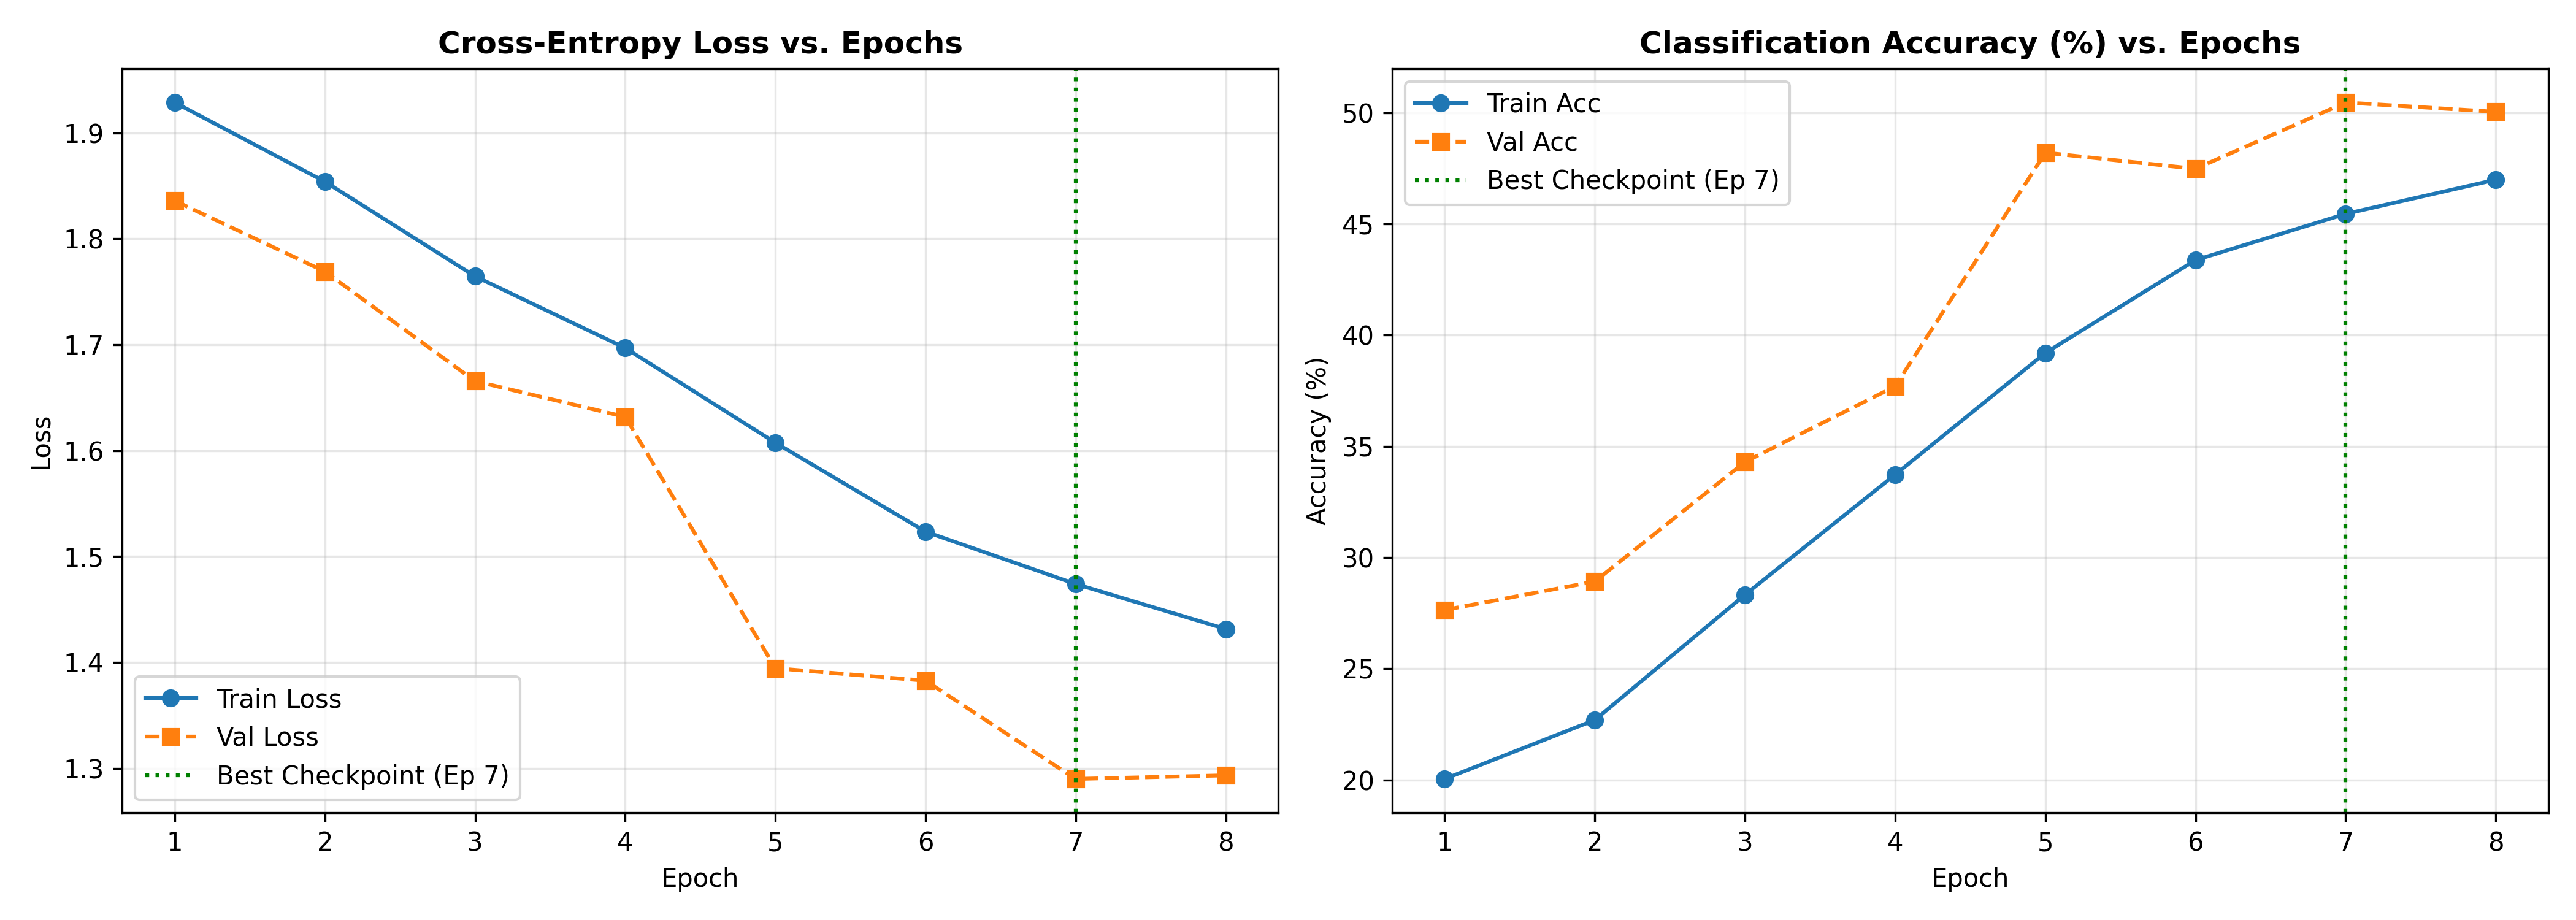 Cross-Entropy Loss vs. Epochs
Loss
1.9
1.8
1.7
1.6
1.5
1.4
1.3
Train Loss
Val Loss
Best Checkpoint (Ep 7)
1 2 3 4 5 6 7 8
Epoch
Classification Accuracy (%) vs. Epochs
Accuracy (%)
50
45
40
35
30
25
20
Train Acc
Val Acc
Best Checkpoint (Ep 7)
1 2 3 4 5 6 7 8
Epoch